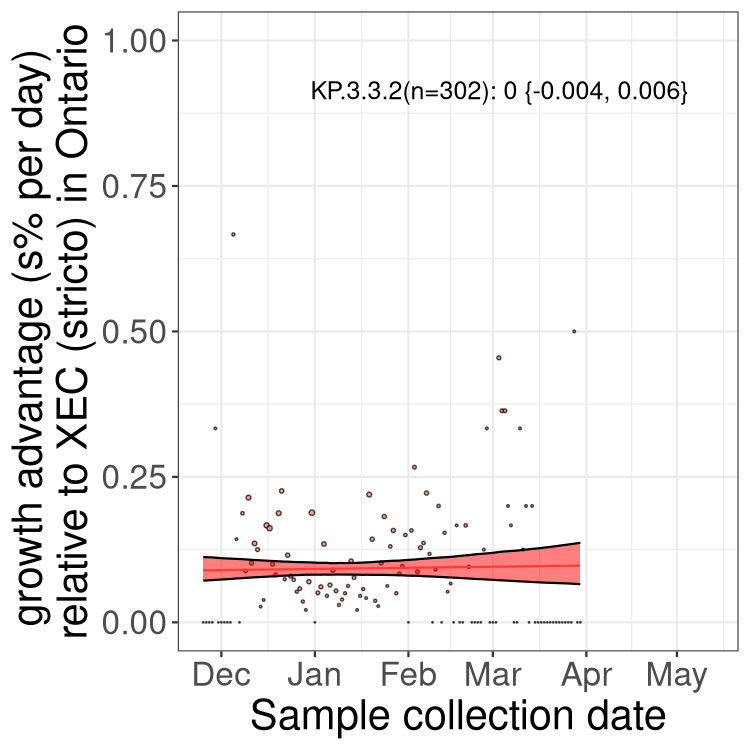 growth advantage (s% per day)
relative to XEC (stricto) in Ontario
1.00
0.75
0.50
0.25
0.00
KP.3.3.2(n=302): 0 {-0.004, 0.006}
Dec Jan Feb Mar Apr May
Sample collection date